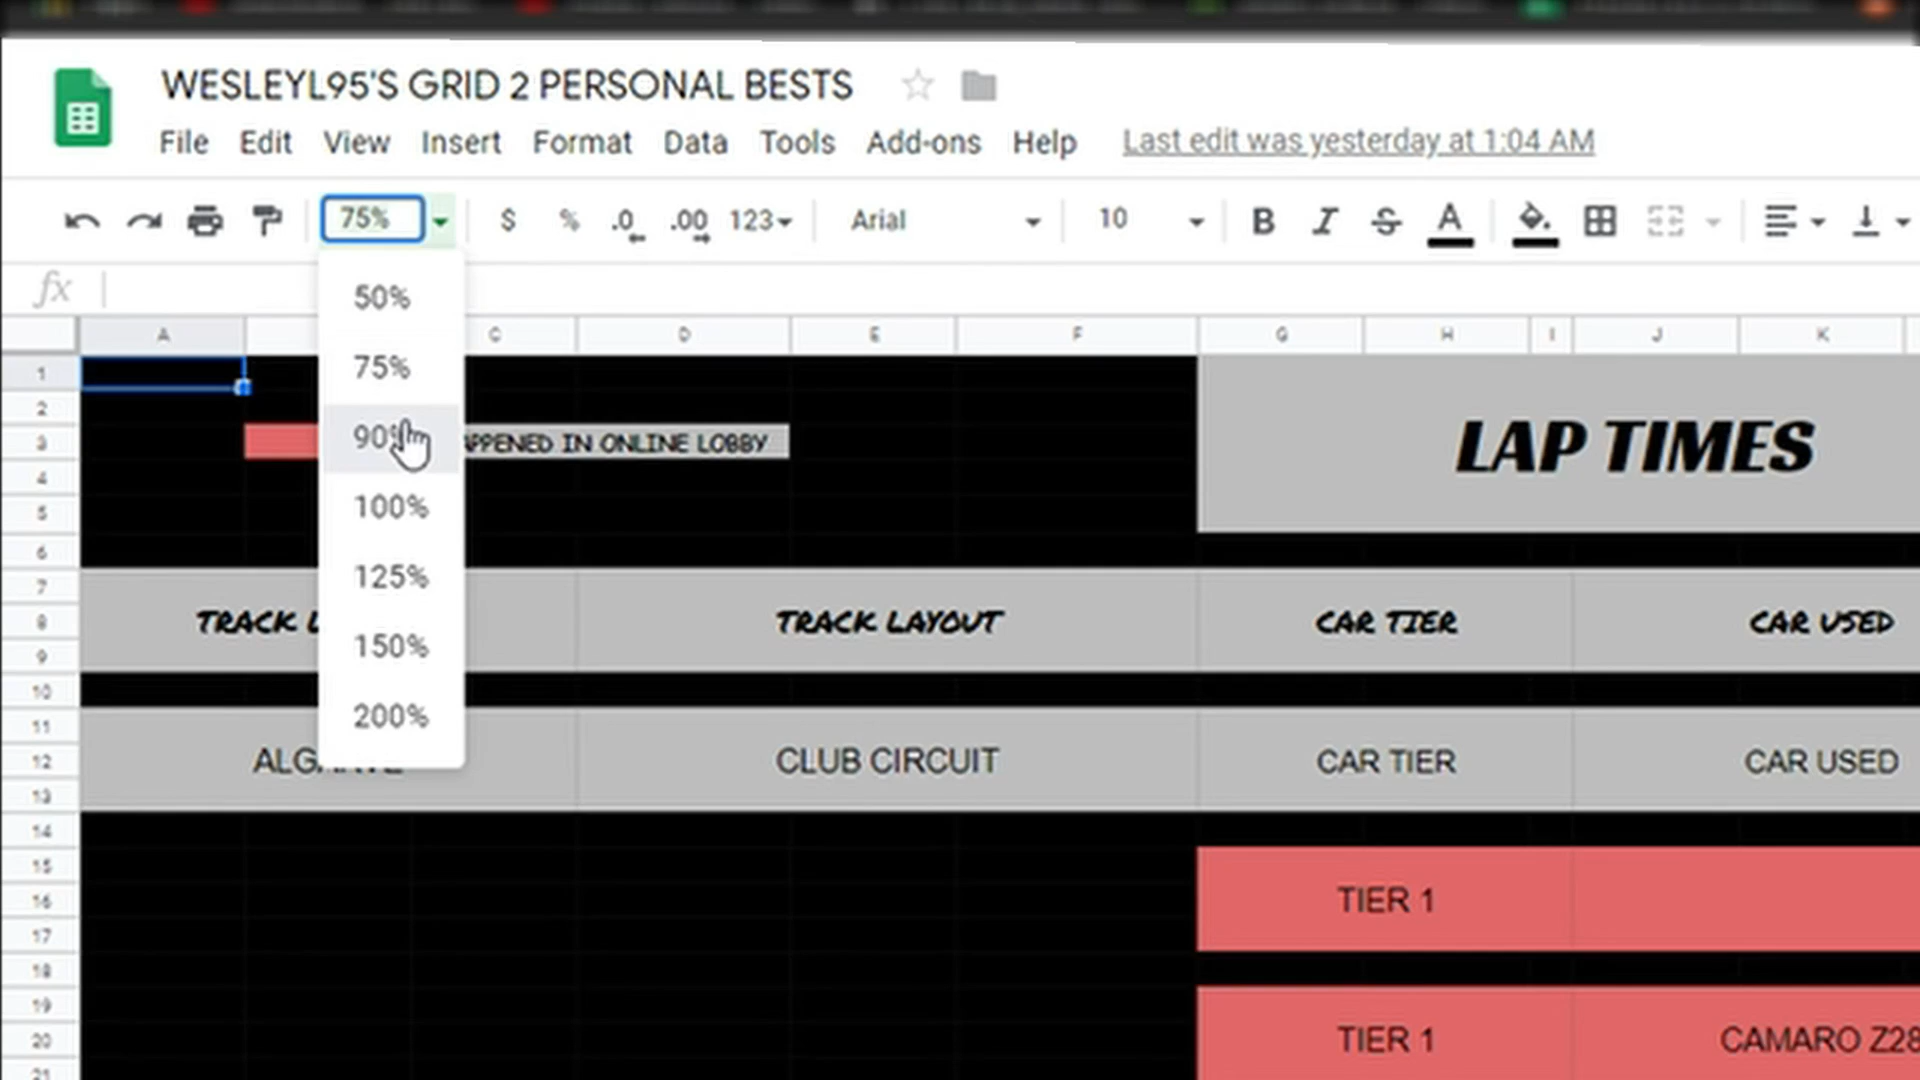 WESLEYL95'S GRID 2 PERSONAL BESTS
File Edit View Insert Format Data Tools Add-ons Help Last edit was yesterday at 1:04 AM
75% $ % .0 .00 123 Arial 10 B I S A
fx
50%
75%
90%
100%
125%
150%
200%
A C D E F G H I J K
1
2
3 APPENED IN ONLINE LOBBY
4
5
6
LAP TIMES
7
8 TRACK TRACK LAYOUT CAR TIER CAR USED
9
10
11
12 ALGARVE CLUB CIRCUIT CAR TIER CAR USED
13
14
15
16 TIER 1
17
18
19
20 TIER 1 CAMARO Z28
21